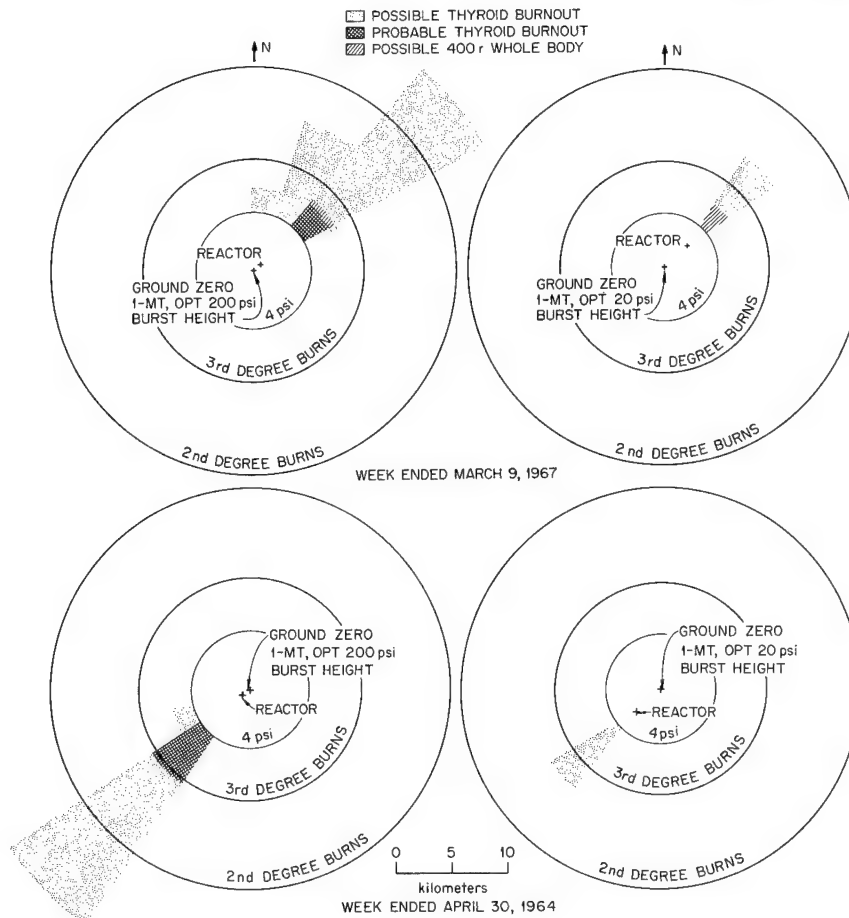 POSSIBLE THYROID BURNOUT
PROBABLE THYROID BURNOUT
POSSIBLE 400 r WHOLE BODY
N
N
REACTOR
GROUND ZERO
1-MT, OPT 200 psi
BURST HEIGHT
4 psi
3rd DEGREE BURNS
2nd DEGREE BURNS
REACTOR
GROUND ZERO
1-MT, OPT 20 psi
BURST HEIGHT
4 psi
3rd DEGREE BURNS
2nd DEGREE BURNS
WEEK ENDED MARCH 9, 1967
GROUND ZERO
1-MT, OPT 200 psi
BURST HEIGHT
REACTOR
4 psi
3rd DEGREE BURNS
2nd DEGREE BURNS
GROUND ZERO
1-MT, OPT 20 psi
BURST HEIGHT
REACTOR
4 psi
3rd DEGREE BURNS
2nd DEGREE BURNS
0 5 10
kilometers
WEEK ENDED APRIL 30, 1964